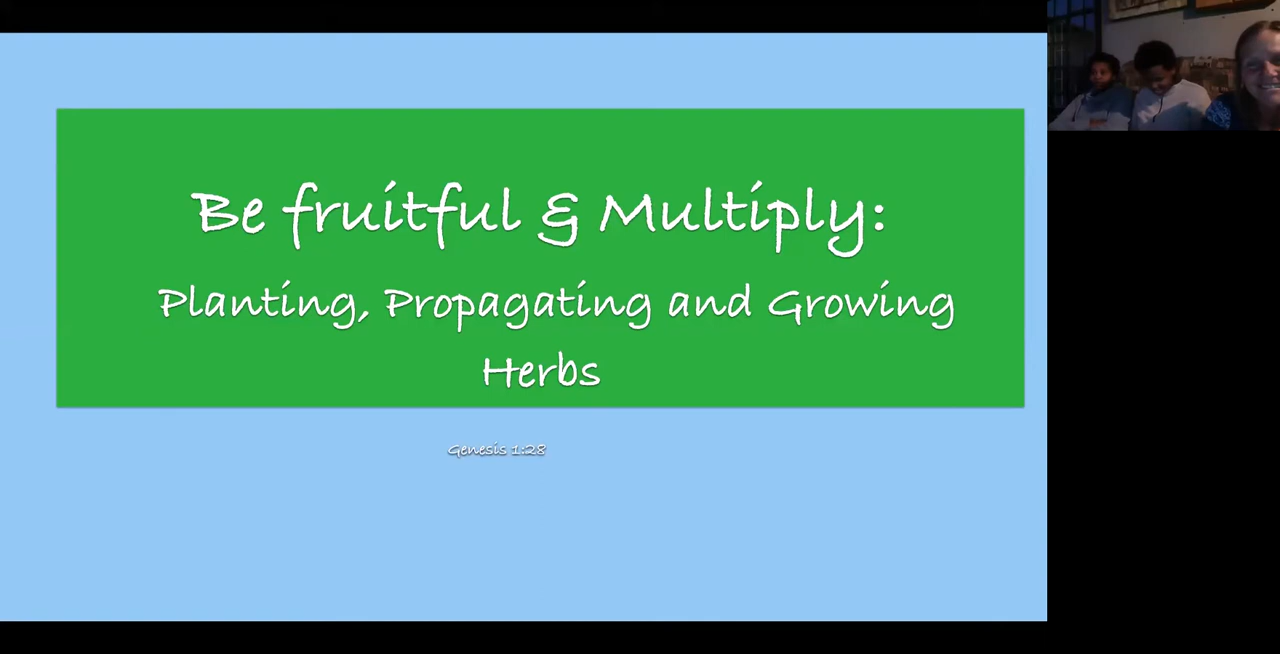 Be fruitful & Multiply:
Planting, Propagating and Growing
Herbs
Genesis 1:28